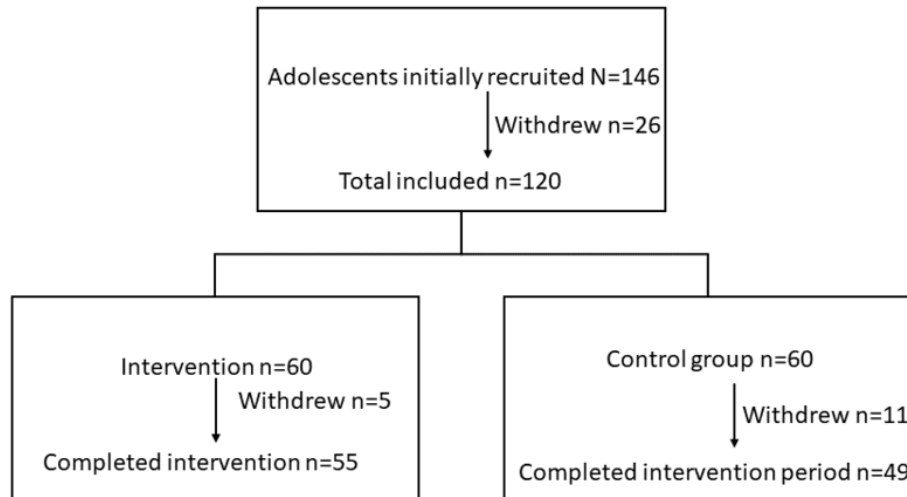 Adolescents initially recruited N=146
Withdrew n=26
Total included n=120
Intervention n=60
Withdrew n=5
Completed intervention n=55
Control group n=60
Withdrew n=11
Completed intervention period n=49